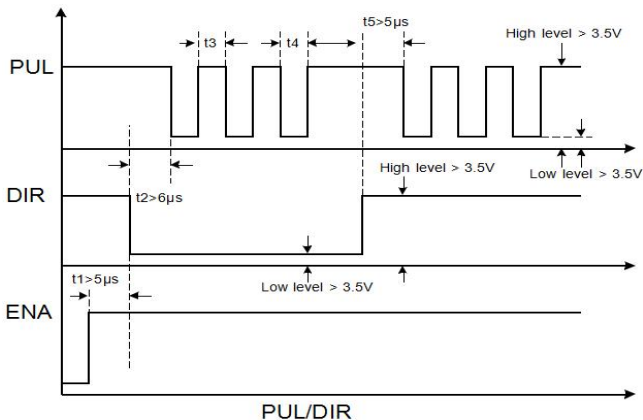 t5>5µs
t3
t4
High level > 3.5V
PUL
Low level > 3.5V
High level > 3.5V
DIR
t2>6µs
t1>5µs
Low level > 3.5V
ENA
PUL/DIR